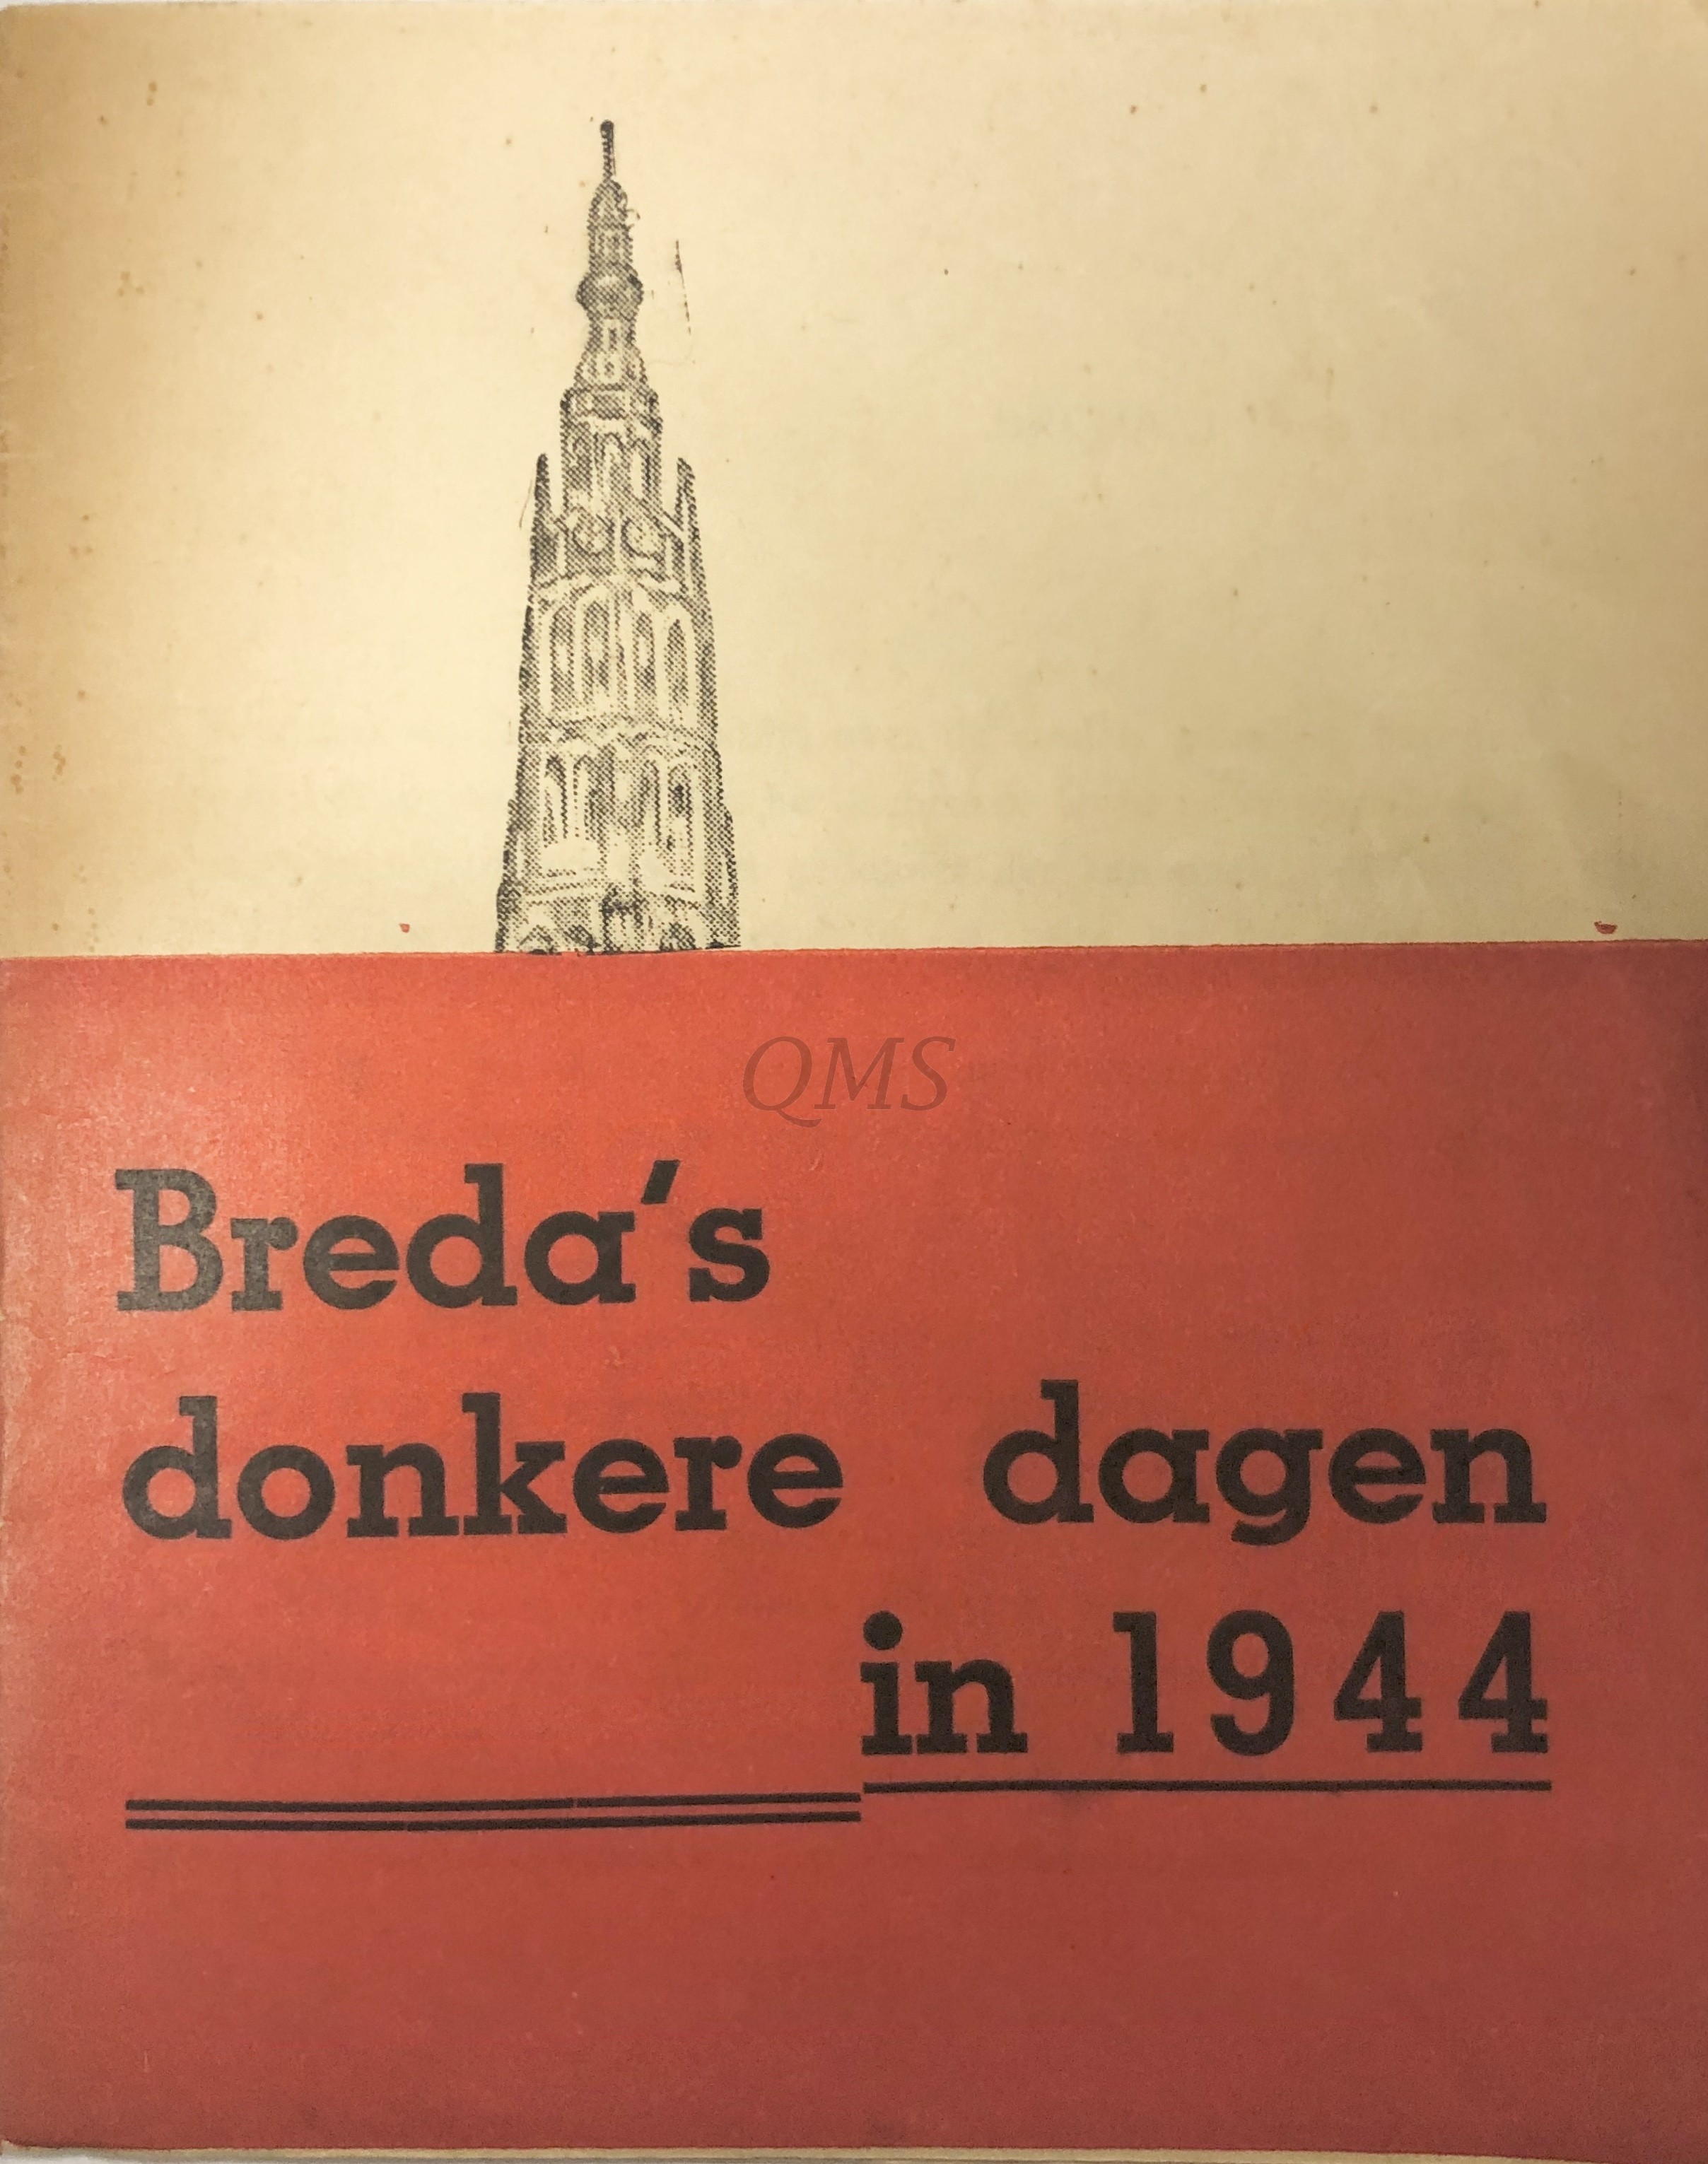 QMS
Breda's
donkere dagen
in 1944